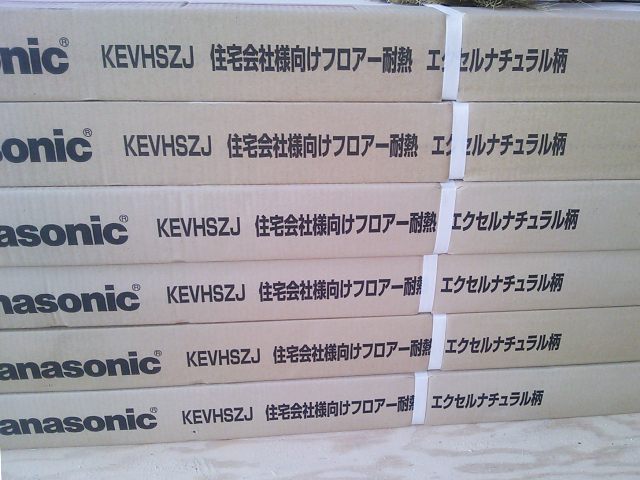 nic® KEVHSZJ 住宅会社様向けフロアー耐熱 エクセルナチュラル柄
sonic® KEVHSZJ 住宅会社様向けフロアー耐熱 エクセルナチュラル柄
anasonic® KEVHSZJ 住宅会社様向けフロアー耐熱 エクセルナチュラル柄
nasonic® KEVHSZJ 住宅会社様向けフロアー耐熱 エクセルナチュラル柄
anasonic® KEVHSZJ 住宅会社様向けフロアー耐熱 エクセルナチュラル柄
anasonic® KEVHSZJ 住宅会社様向けフロアー耐熱 エクセルナチュラル柄